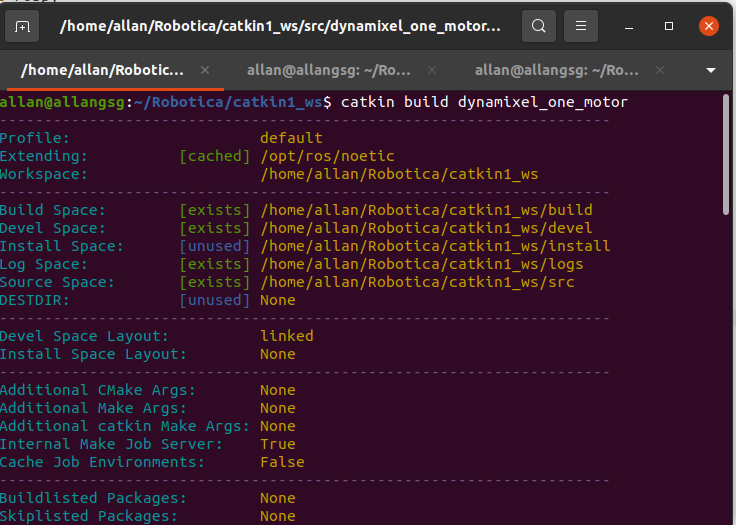 /home/allan/Robotica/catkin1_ws/src/dynamixel_one_motor...
/home/allan/Robotic... × allan@allangsg: ~/Ro... × allan@allangsg: ~/Ro... ×
allan@allangsg:~/Robotica/catkin1_ws$ catkin build dynamixel_one_motor
--------------------------------------------------------------------
Profile: default
Extending: [cached] /opt/ros/noetic
Workspace: /home/allan/Robotica/catkin1_ws
--------------------------------------------------------------------
Build Space: [exists] /home/allan/Robotica/catkin1_ws/build
Devel Space: [exists] /home/allan/Robotica/catkin1_ws/devel
Install Space: [unused] /home/allan/Robotica/catkin1_ws/install
Log Space: [exists] /home/allan/Robotica/catkin1_ws/logs
Source Space: [exists] /home/allan/Robotica/catkin1_ws/src
DESTDIR: [unused] None
--------------------------------------------------------------------
Devel Space Layout: linked
Install Space Layout: None
--------------------------------------------------------------------
Additional CMake Args: None
Additional Make Args: None
Additional catkin Make Args: None
Internal Make Job Server: True
Cache Job Environments: False
--------------------------------------------------------------------
Buildlisted Packages: None
Skiplisted Packages: None